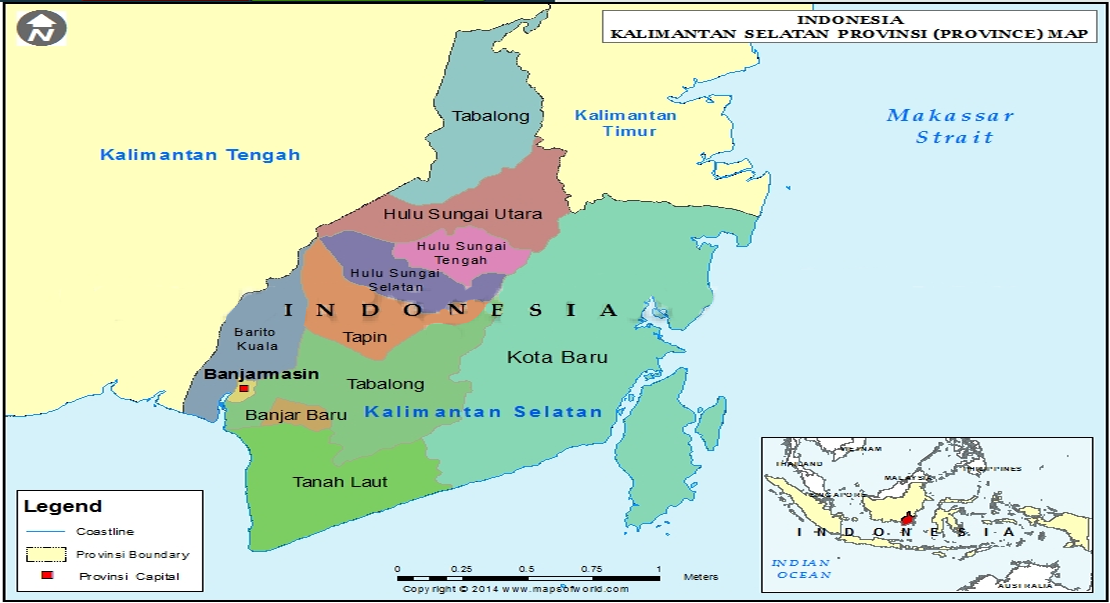 N
INDONESIA
KALIMANTAN SELATAN PROVINSI (PROVINCE) MAP
Tabalong
Kalimantan
Timur
Makassar
Strait
Kalimantan Tengah
Hulu Sungai Utara
Hulu Sungai
Tengah
Hulu Sungai
Selatan
I N D O N E S I A
Barito
Kuala
Tapin
Kota Baru
Banjarmasin
Tabalong
Banjar Baru
Kalimantan Selatan
Tanah Laut
Legend
Coastline
Provinsi Boundary
Provinsi Capital
0 0.25 0.5 0.75 1
Meters
Copyright © 2014 www.mapsofworld.com
VIETNAM
THAILAND
PHILIPPINES
MALAYSIA
I N D O N E S I A
INDIAN
OCEAN
AUSTRALIA